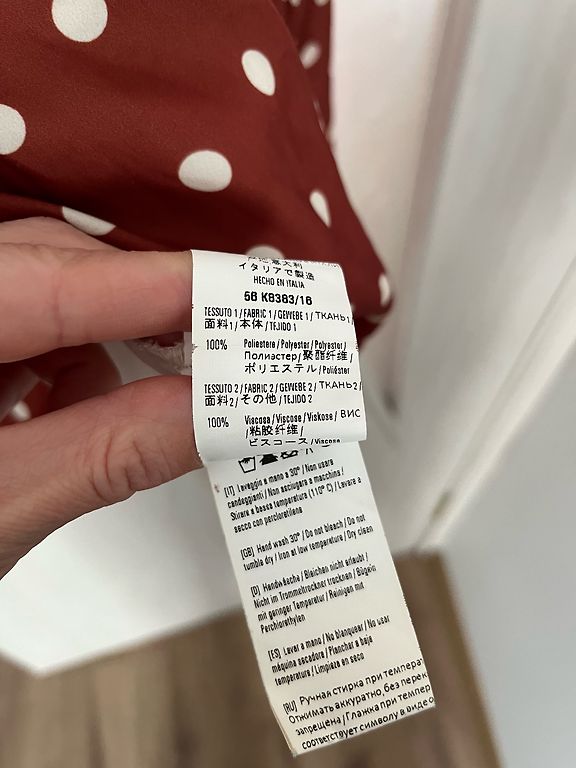 イタリアで製造
HECHO EN ITALIA
56 K8383/16
TESSUTO 1 / FABRIC 1 / GEWEBE 1 / ТКАНЬ1 /
面料1 / 本体 / TEJIDO 1
100% Poliestere / Polyester / Polyester /
Полиэстер / 聚酯纤维 /
ポリエステル / Poliéster
TESSUTO 2 / FABRIC 2 / GEWEBE 2 / ТКАНЬ2 /
面料2 / その他 / TEJIDO 2
100% Viscosa / Viscose / Viskose / ВИС
/ 粘胶纤维 /
ビスコース / Viscosa
[IT] Lavaggio a mano a 30° / Non usare
candeggianti / Non asciugare a macchina /
Stirare a bassa temperatura (110° C) / Lavare a
secco con percloretilene
[GB] Hand wash 30° / Do not bleach / Do not
tumble dry / Iron at low temperature / Dry clean
[D] Handwäsche / Bleichen nicht erlaubt /
Nicht im Trommeltrockner trocknen / Bügeln
mit geringer Temperatur / Reinigen mit
Perchlorethylen
[ES] Lavar a mano / No blanquear / No usar
máquina secadora / Planchar a baja
temperatura / Limpieza en seco
[RU] Ручная стирка при температ
Отжимать аккуратно, без перек
запрещена / Глажка при темпер
соответствует символу в виде о